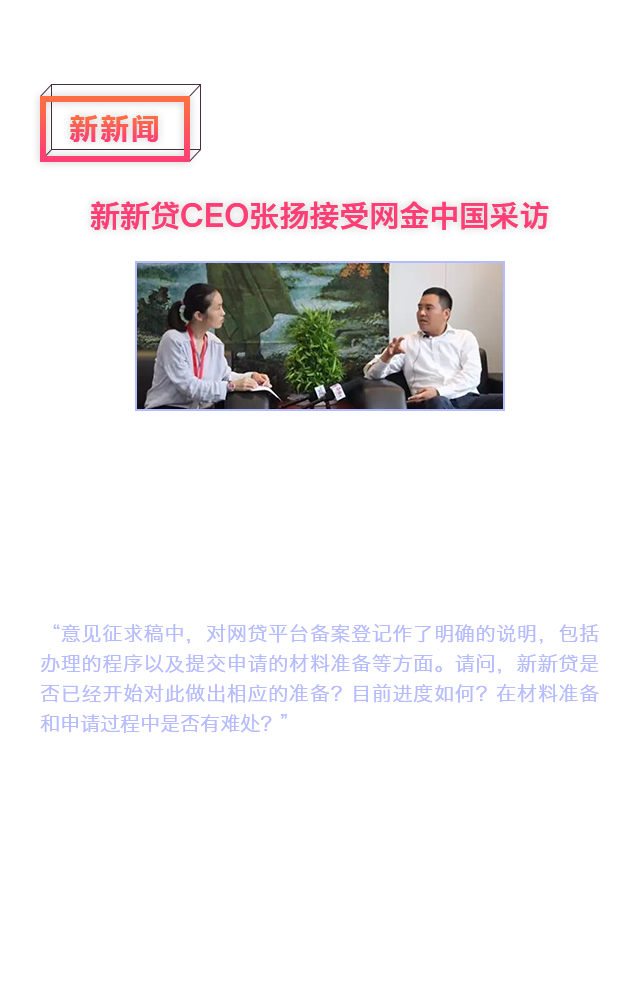 新新闻
新新贷CEO张扬接受网金中国采访
“意见征求稿中，对网贷平台备案登记作了明确的说明，包括
办理的程序以及提交申请的材料准备等方面。请问，新新贷是
否已经开始对此做出相应的准备？目前进度如何？在材料准备
和申请过程中是否有难处？”